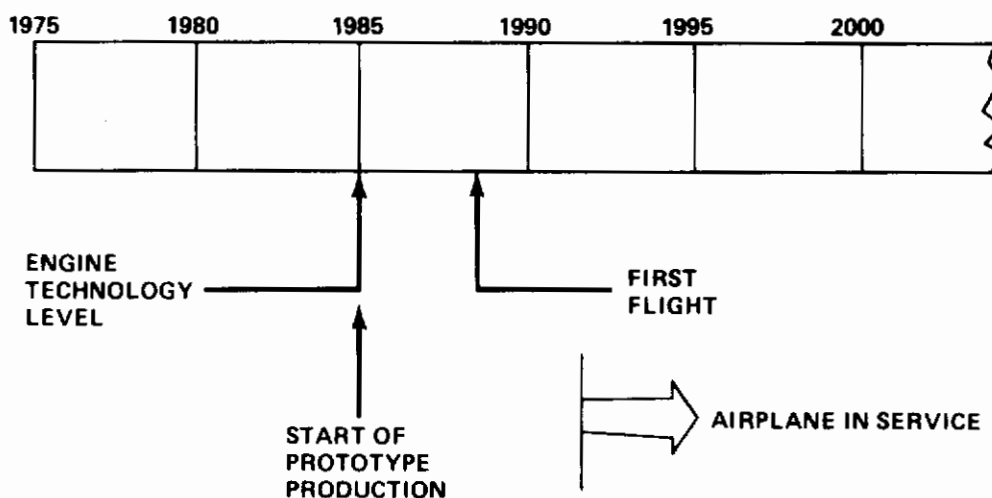 1975 1980 1985 1990 1995 2000
ENGINE
TECHNOLOGY
LEVEL
FIRST
FLIGHT
START OF
PROTOTYPE
PRODUCTION
AIRPLANE IN SERVICE